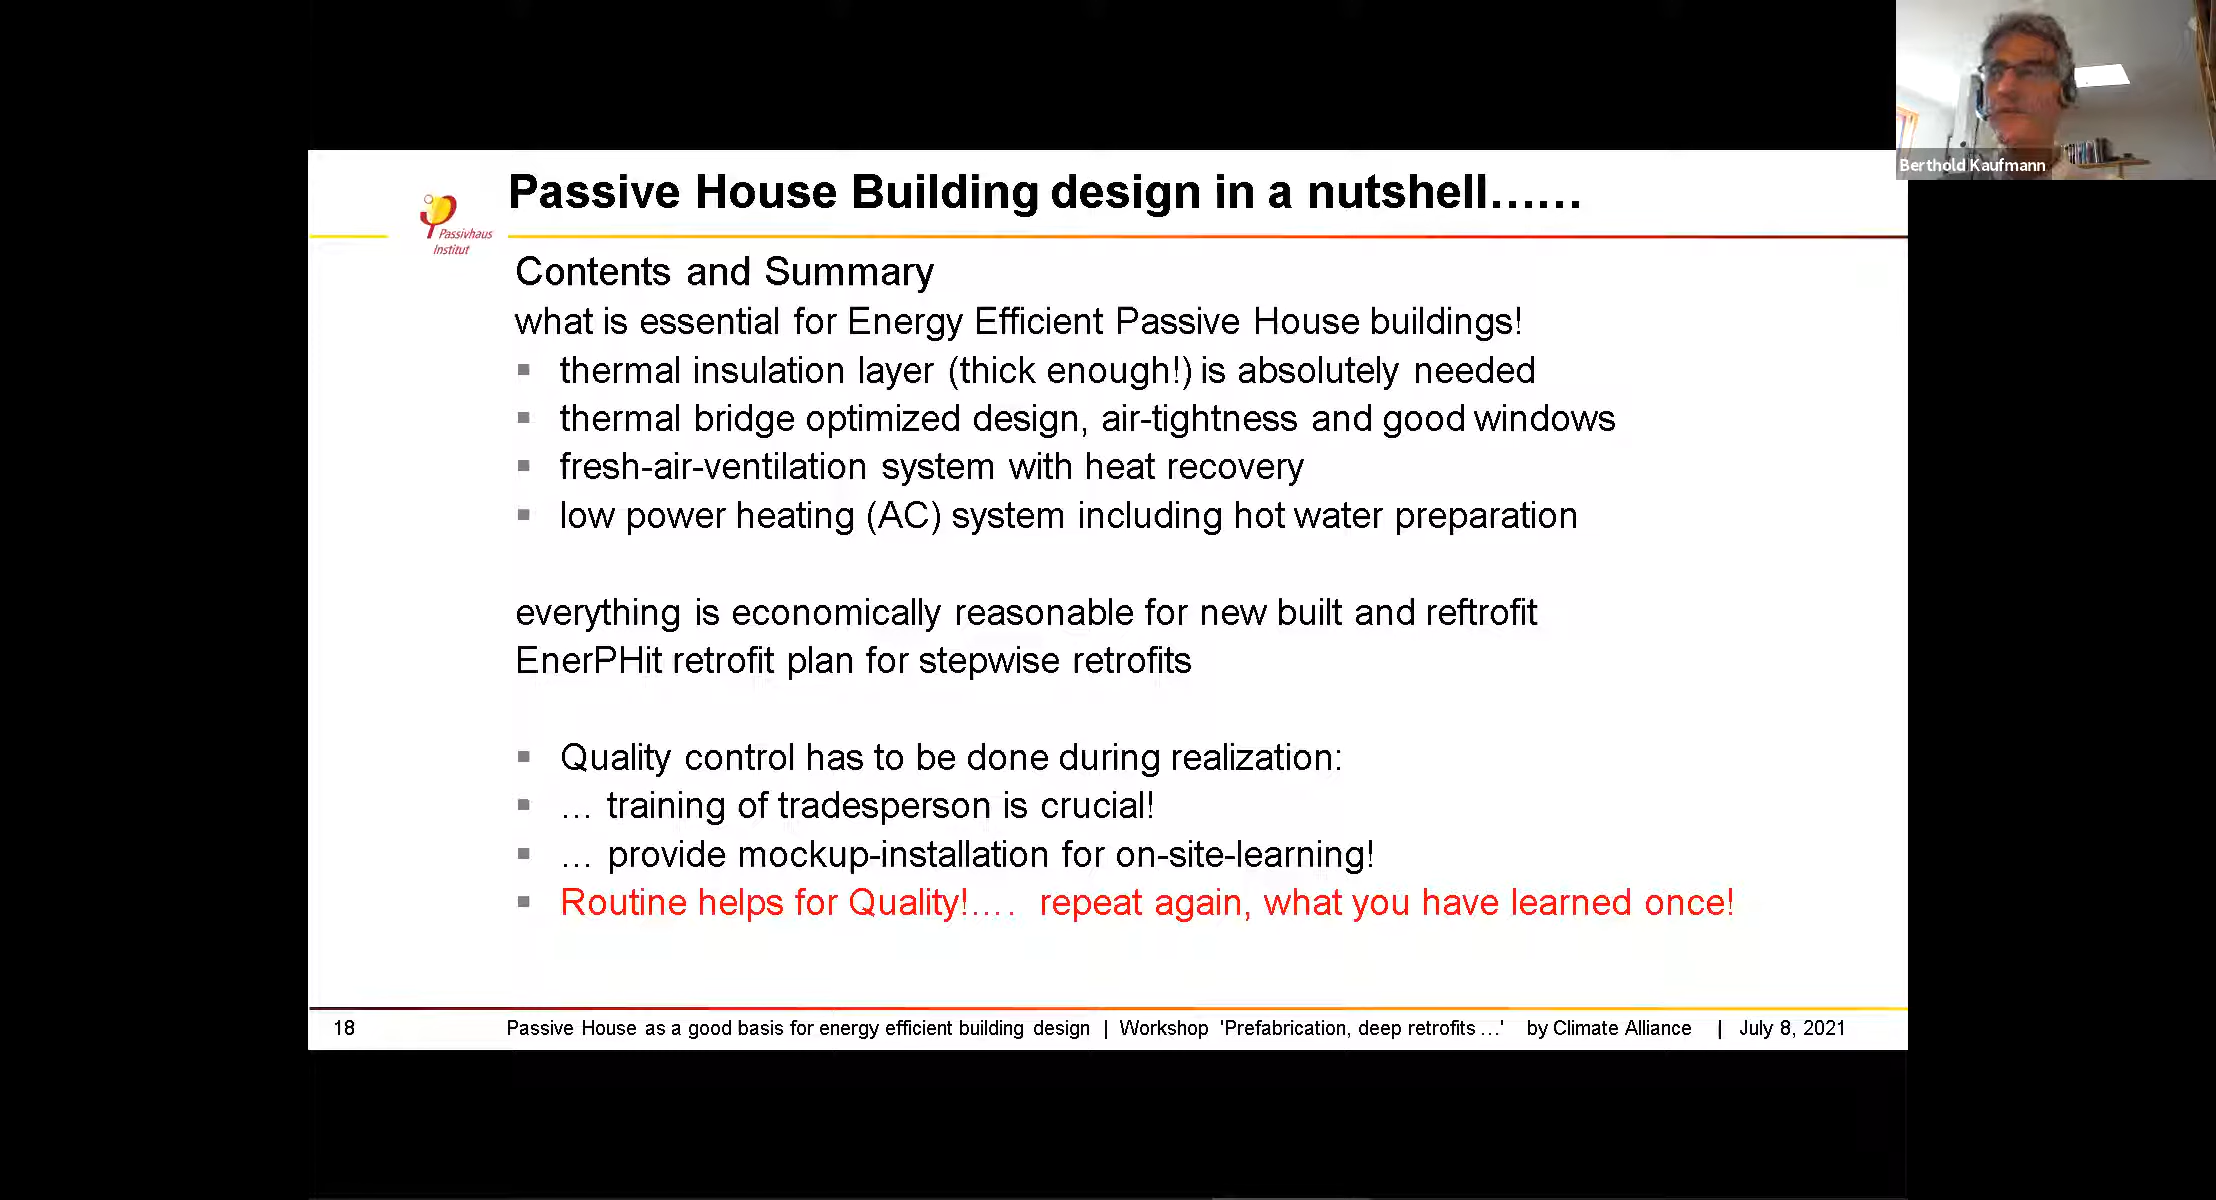 Berthold Kaufmann
Passive House Building design in a nutshell......
Passivhaus
Institut
Contents and Summary
what is essential for Energy Efficient Passive House buildings!
▪ thermal insulation layer (thick enough!) is absolutely needed
▪ thermal bridge optimized design, air-tightness and good windows
▪ fresh-air-ventilation system with heat recovery
▪ low power heating (AC) system including hot water preparation
everything is economically reasonable for new built and reftrofit
EnerPHit retrofit plan for stepwise retrofits
▪ Quality control has to be done during realization:
▪ … training of tradesperson is crucial!
▪ … provide mockup-installation for on-site-learning!
▪ Routine helps for Quality!…. repeat again, what you have learned once!
18 Passive House as a good basis for energy efficient building design | Workshop 'Prefabrication, deep retrofits …' by Climate Alliance | July 8, 2021